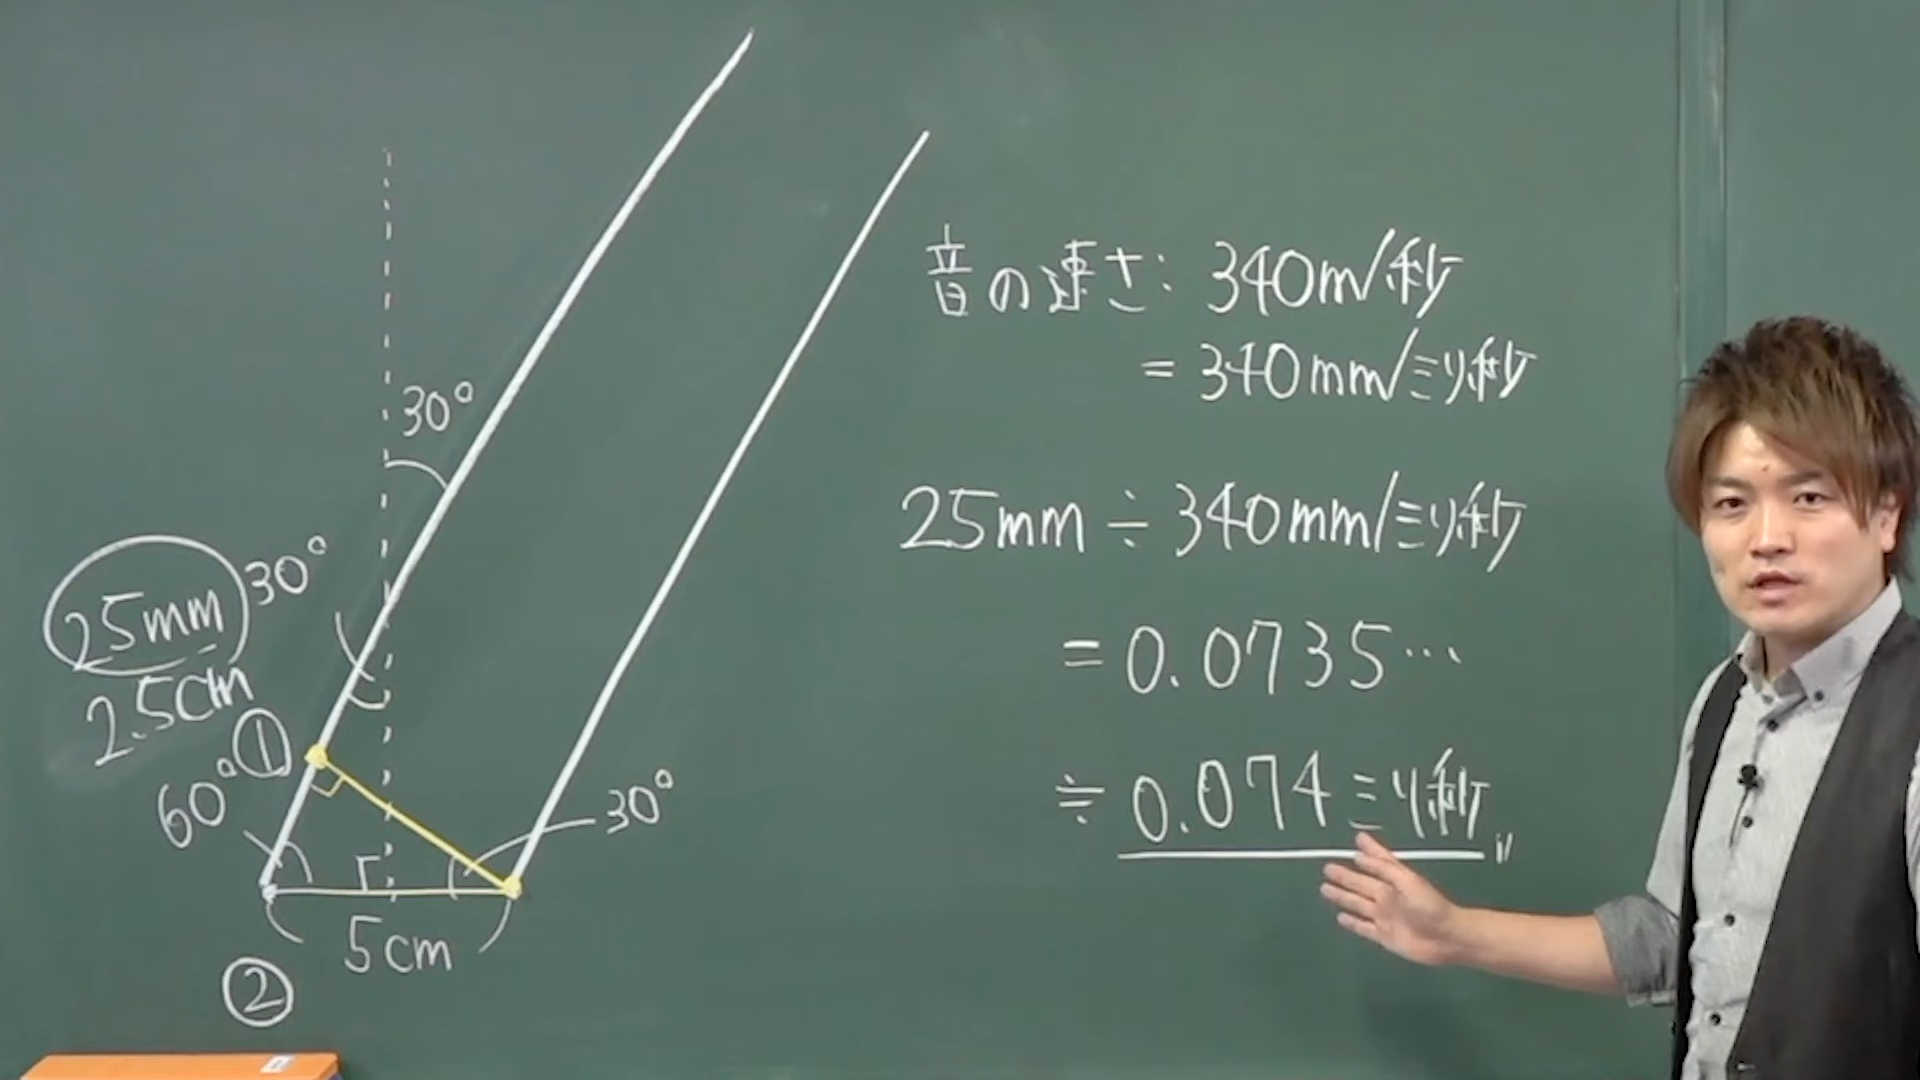 30°
30°
25mm
2.5cm
①
60°
30°
5cm
②
音の速さ: 340m/秒
= 340mm/ミリ秒
25mm ÷ 340mm/ミリ秒
= 0.0735…
≒ 0.074ミリ秒〃